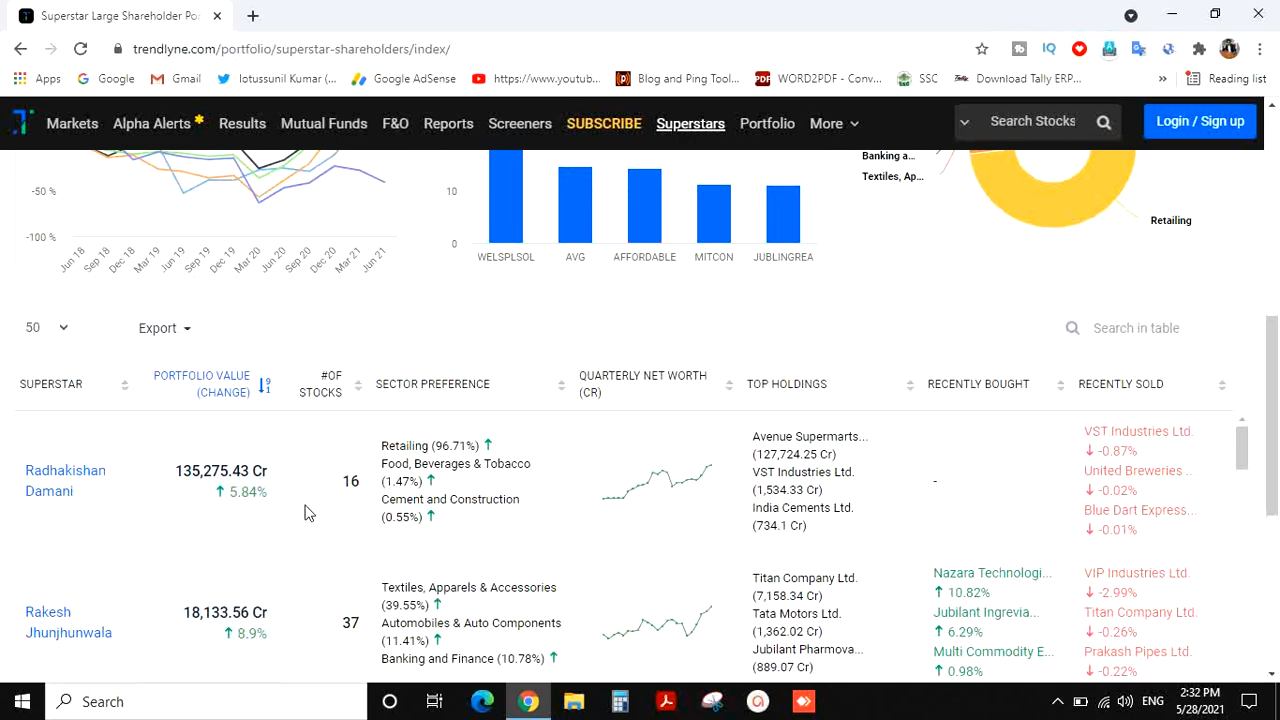 Superstar Large Shareholder Po
trendlyne.com/portfolio/superstar-shareholders/index/
Apps Google Gmail lotussunil Kumar (... Google AdSense https://www.youtub... Blog and Ping Tool... WORD2PDF - Conv... SSC Download Tally ERP... » Reading list
Markets Alpha Alerts Results Mutual Funds F&O Reports Screeners SUBSCRIBE Superstars Portfolio More Search Stocks Login / Sign up
-50 %
-100 %
Jun 18 Sep 18 Dec 18 Mar 19 Jun 19 Sep 19 Dec 19 Mar 20 Jun 20 Sep 20 Dec 20 Mar 21 Jun 21
10
0
WELSPLSOL AVG AFFORDABLE MITCON JUBLINGREA
Banking a...
Textiles, Ap...
Retailing
50 Export Search in table
SUPERSTAR PORTFOLIO VALUE (CHANGE) #OF STOCKS SECTOR PREFERENCE QUARTERLY NET WORTH (CR) TOP HOLDINGS RECENTLY BOUGHT RECENTLY SOLD
Radhakishan
Damani
135,275.43 Cr
↑ 5.84%
16
Retailing (96.71%) ↑
Food, Beverages & Tobacco
(1.47%) ↑
Cement and Construction
(0.55%) ↑
Avenue Supermarts...
(127,724.25 Cr)
VST Industries Ltd.
(1,534.33 Cr)
India Cements Ltd.
(734.1 Cr)
-
VST Industries Ltd.
↓ -0.87%
United Breweries ..
↓ -0.02%
Blue Dart Express...
↓ -0.01%
Rakesh
Jhunjhunwala
18,133.56 Cr
↑ 8.9%
37
Textiles, Apparels & Accessories
(39.55%) ↑
Automobiles & Auto Components
(11.41%) ↑
Banking and Finance (10.78%) ↑
Titan Company Ltd.
(7,158.34 Cr)
Tata Motors Ltd.
(1,362.02 Cr)
Jubilant Pharmova...
(889.07 Cr)
Nazara Technologi...
↑ 10.82%
Jubilant Ingrevia...
↑ 6.29%
Multi Commodity E...
↑ 0.98%
VIP Industries Ltd.
↓ -2.99%
Titan Company Ltd.
↓ -0.26%
Prakash Pipes Ltd.
↓ -0.22%
Search
ENG
2:32 PM
5/28/2021